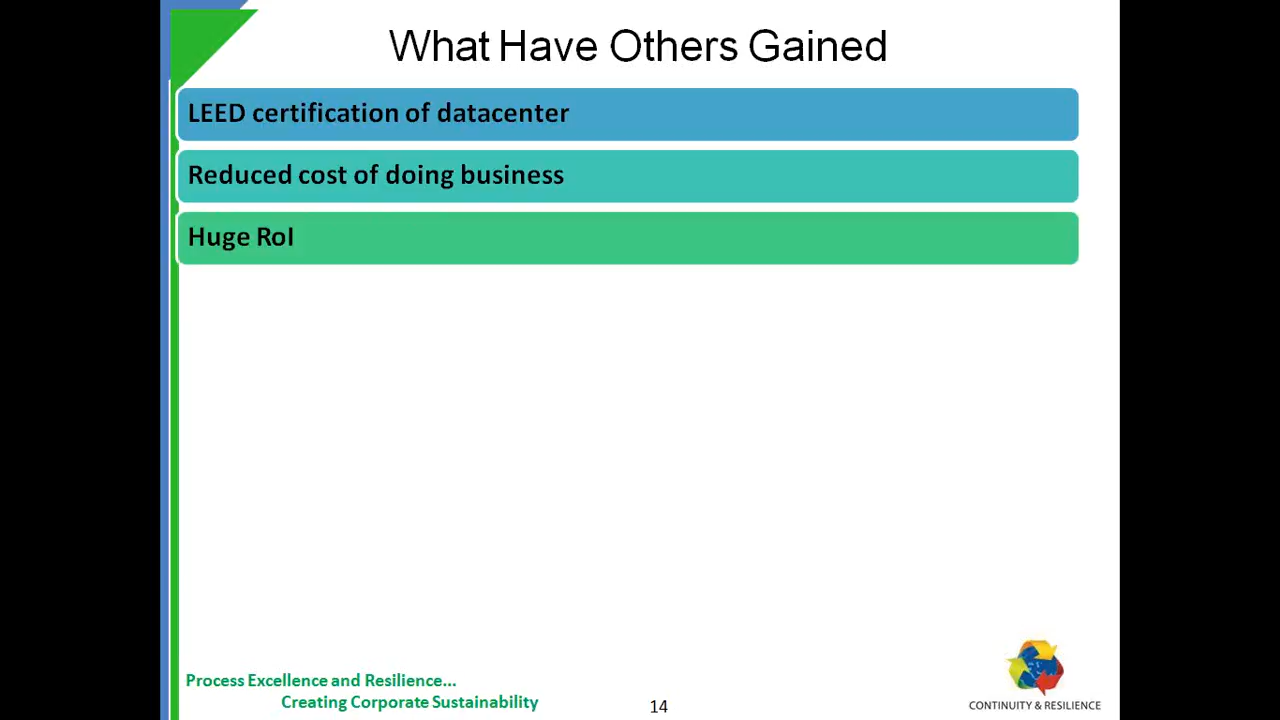 What Have Others Gained
LEED certification of datacenter
Reduced cost of doing business
Huge RoI
Process Excellence and Resilience...
Creating Corporate Sustainability
14
CONTINUITY & RESILIENCE